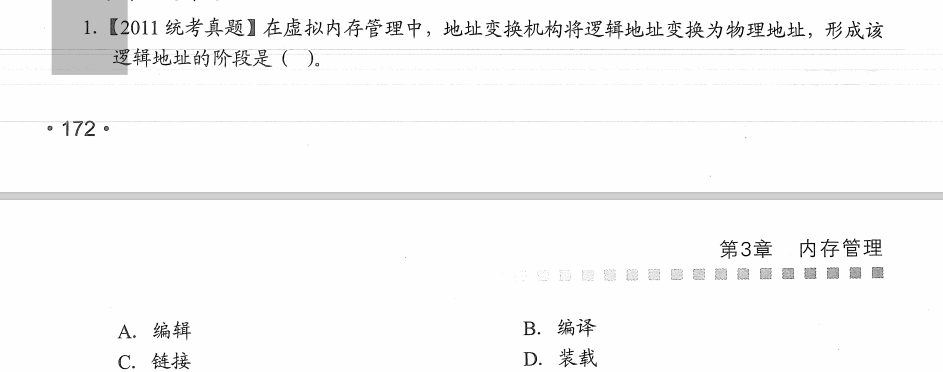 1.【2011 统考真题】在虚拟内存管理中，地址变换机构将逻辑地址变换为物理地址，形成该
逻辑地址的阶段是（ ）。
• 172 •
第3章 内存管理
A. 编辑
B. 编译
C. 链接
D. 装载